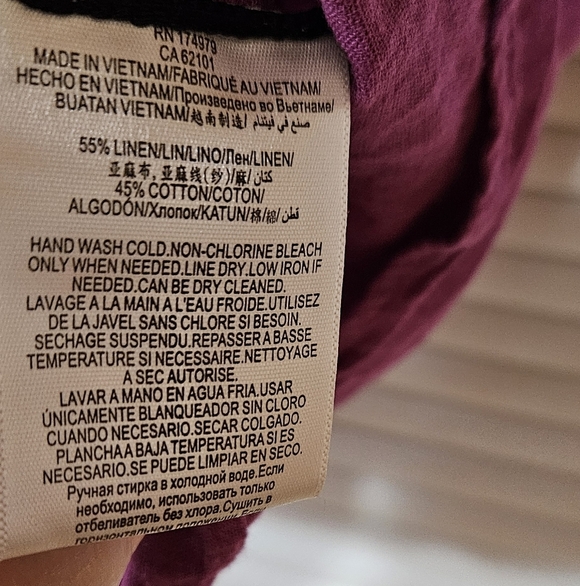 RN 174979
CA 62101
MADE IN VIETNAM/FABRIQUÉ AU VIETNAM/
HECHO EN VIETNAM/Произведено во Вьетнаме/
BUATAN VIETNAM/越南制造/ صنع في فيتنام
55% LINEN/LIN/LINO/Лен/LINEN/
亚麻布, 亚麻线(纱)/麻/ كتان/
45% COTTON/COTON/
ALGODÓN/Хлопок/KATUN/棉/綿/ قطن
HAND WASH COLD.NON-CHLORINE BLEACH
ONLY WHEN NEEDED.LINE DRY.LOW IRON IF
NEEDED.CAN BE DRY CLEANED.
LAVAGE A LA MAIN A L'EAU FROIDE.UTILISEZ
DE LA JAVEL SANS CHLORE SI BESOIN.
SECHAGE SUSPENDU.REPASSER A BASSE
TEMPERATURE SI NECESSAIRE.NETTOYAGE
A SEC AUTORISE.
LAVAR A MANO EN AGUA FRIA.USAR
ÚNICAMENTE BLANQUEADOR SIN CLORO
CUANDO NECESARIO.SECAR COLGADO.
PLANCHA A BAJA TEMPERATURA SI ES
NECESARIO.SE PUEDE LIMPIAR EN SECO.
Ручная стирка в холодной воде.Если
необходимо, использовать только
отбеливатель без хлора.Сушить в
горизонтальном положении.